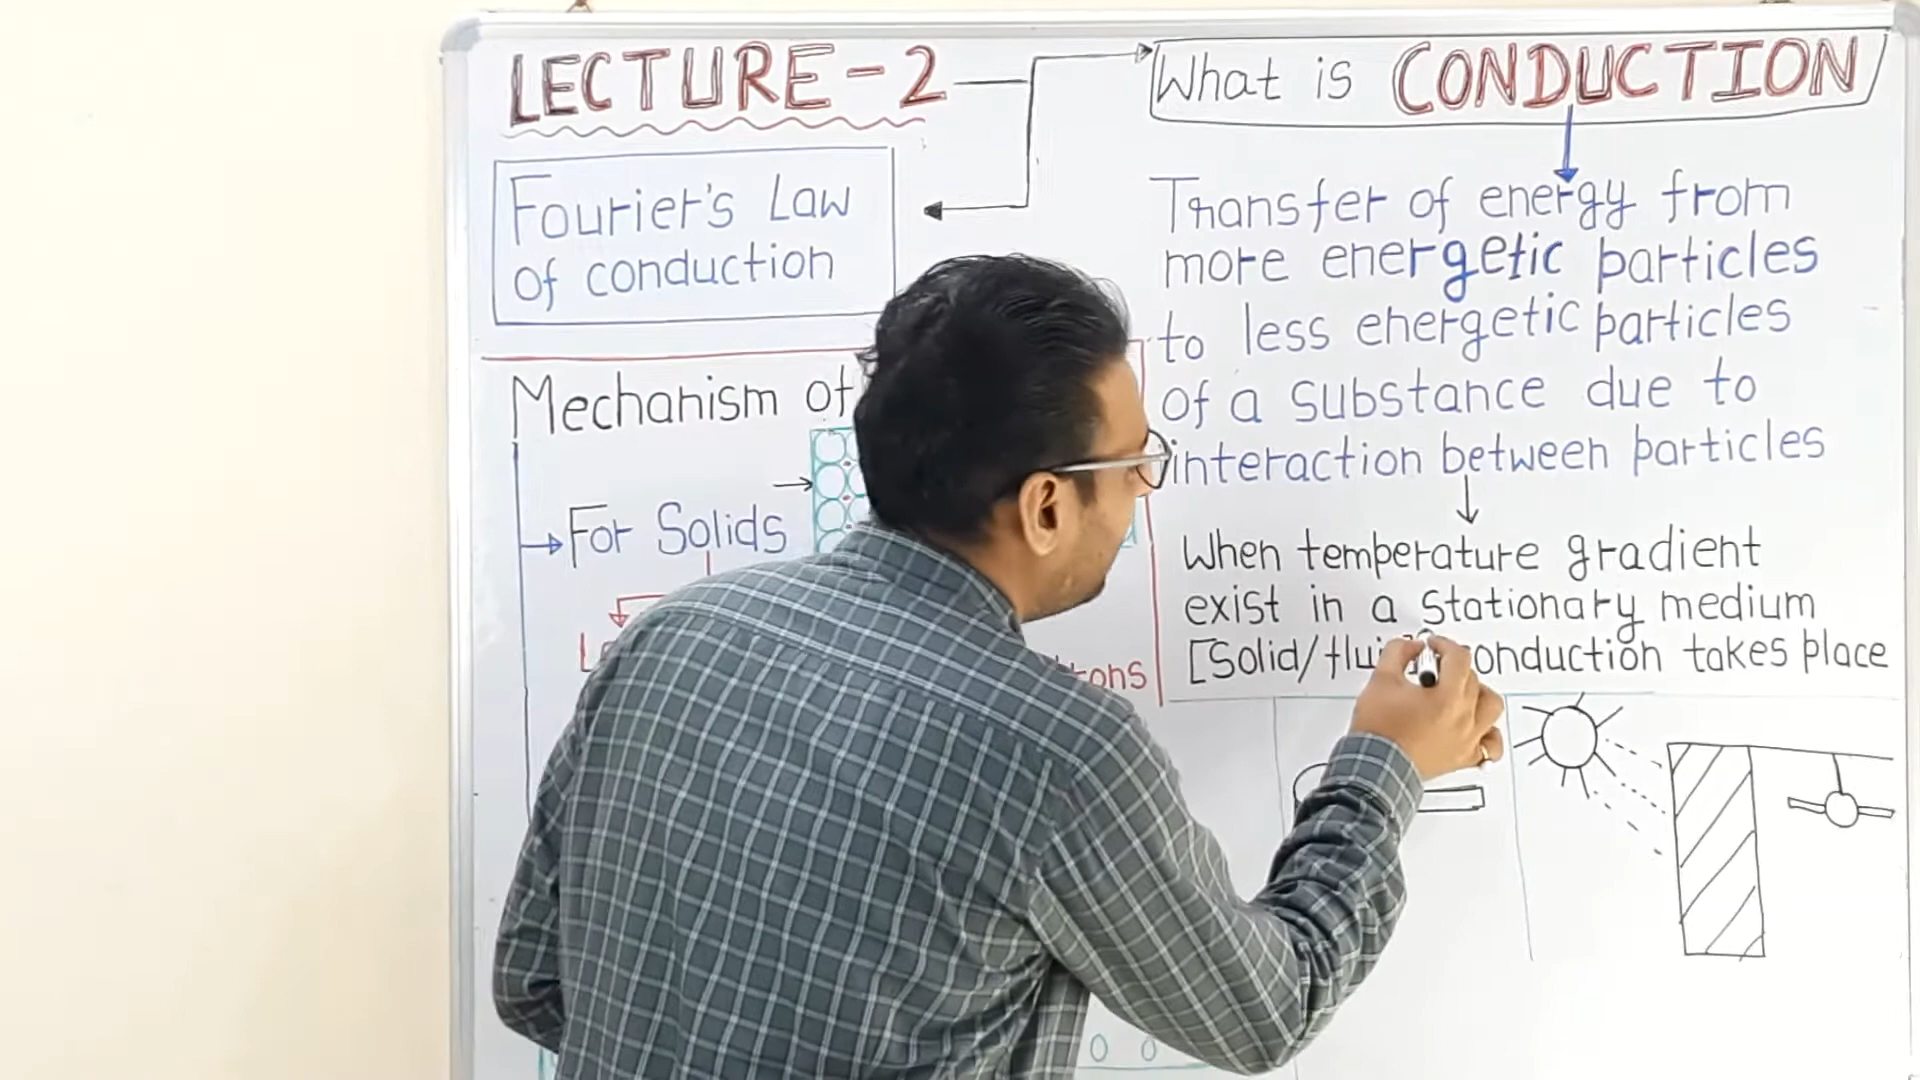 LECTURE-2
What is CONDUCTION
Fourier's Law
of conduction
Transfer of energy from
more energetic particles
to less energetic particles
of a substance due to
interaction between particles
When temperature gradient
exist in a stationary medium
[Solid/fluid] conduction takes place
Mechanism of
For Solids